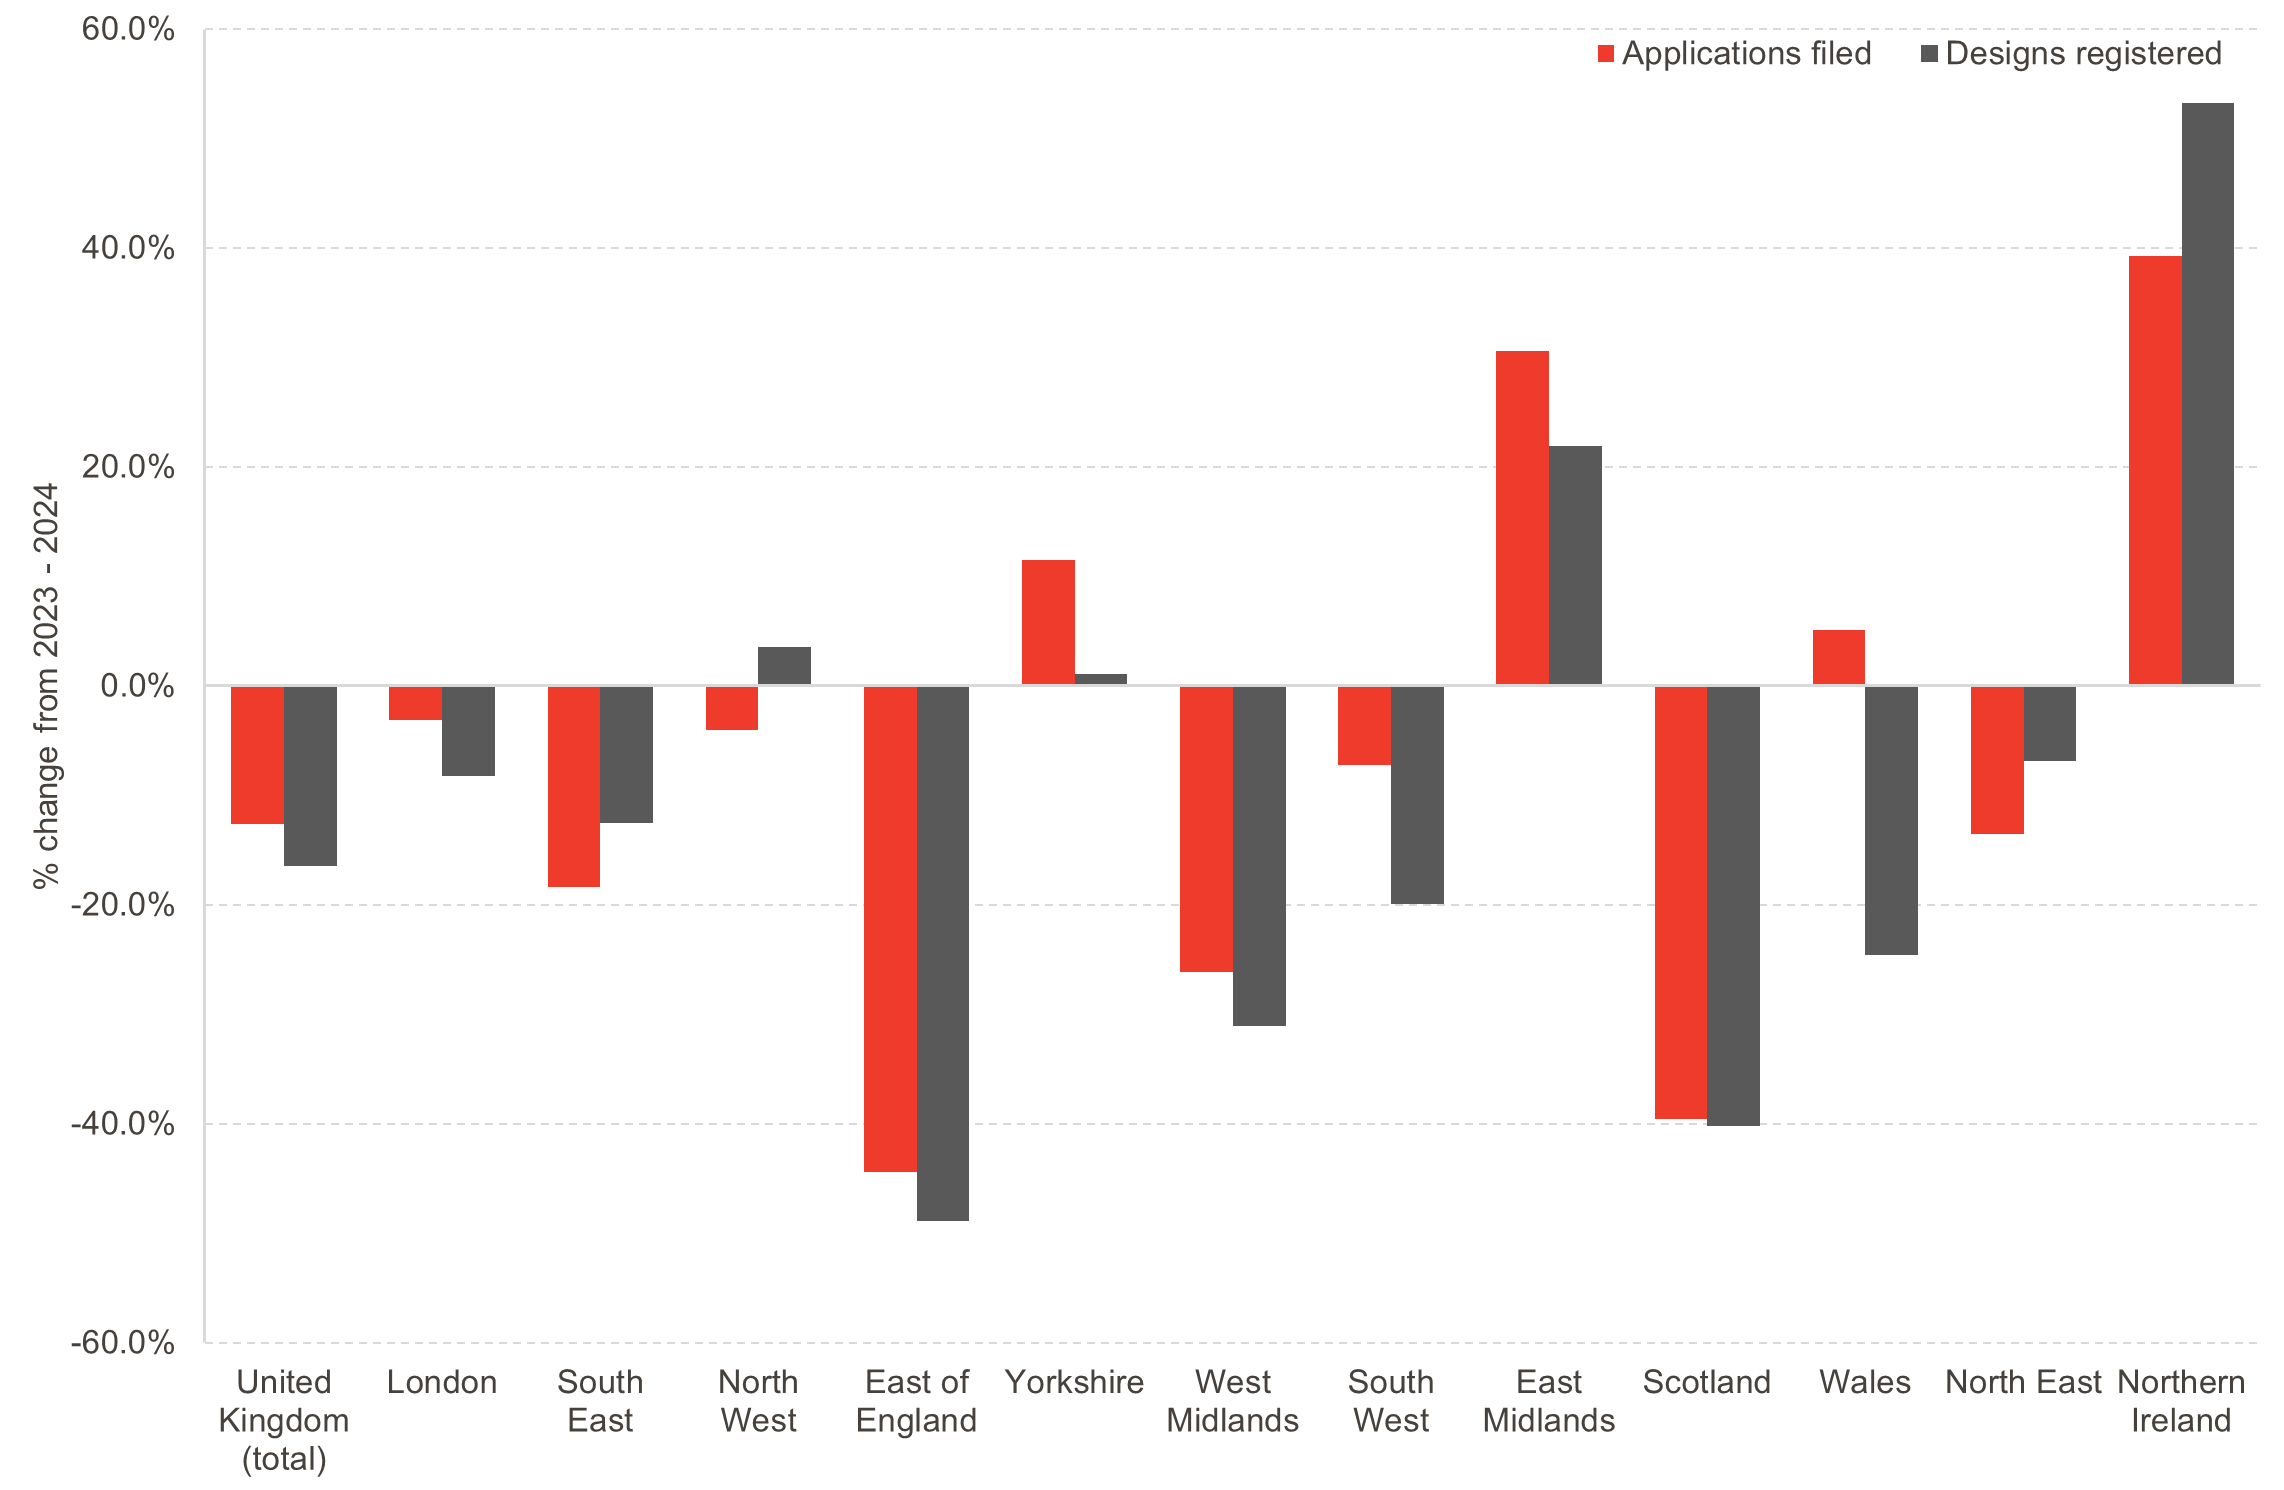 60.0%
Applications filed
Designs registered
40.0%
20.0%
0.0%
-20.0%
-40.0%
-60.0%
% change from 2023 - 2024
United
Kingdom
(total)
London
South
East
North
West
East of
England
Yorkshire
West
Midlands
South
West
East
Midlands
Scotland
Wales
North East
Northern
Ireland